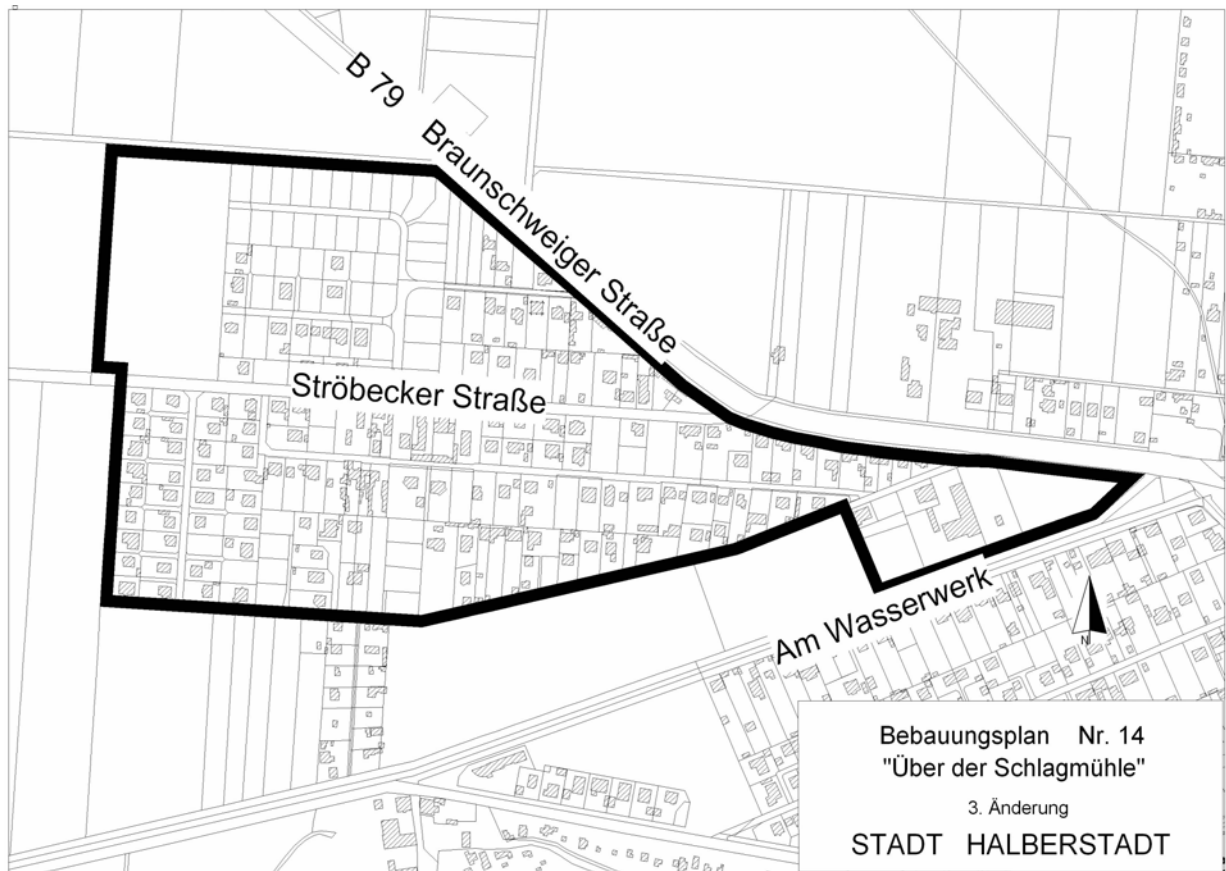 B 79
Braunschweiger Straße
Ströbecker Straße
Am Wasserwerk
N
Bebauungsplan Nr. 14
"Über der Schlagmühle"
3. Änderung
STADT HALBERSTADT